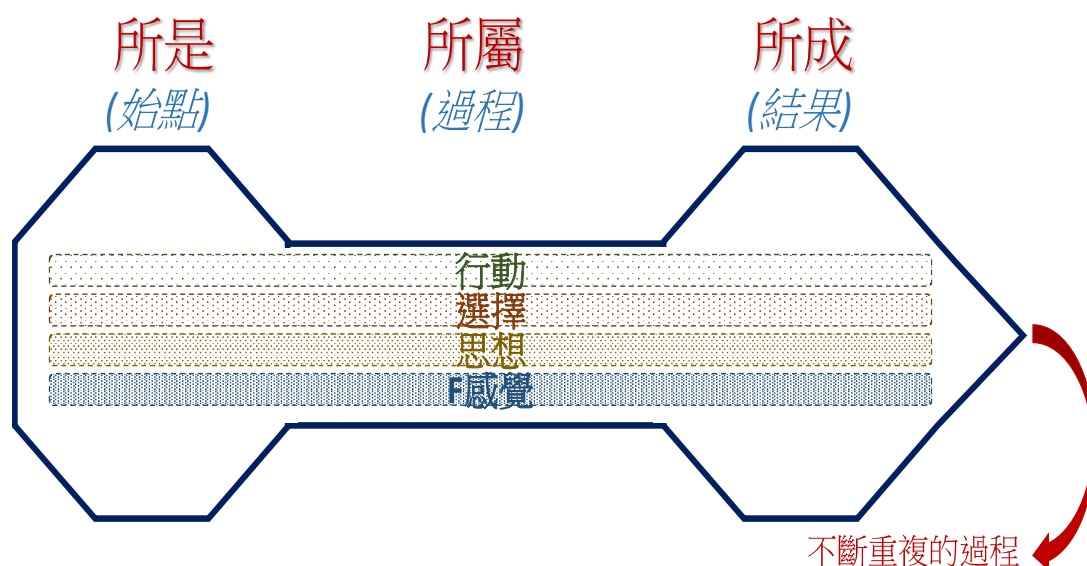 所是 所屬 所成
(始點) (過程) (結果)
行動
選擇
思想
F感覺
不斷重複的過程